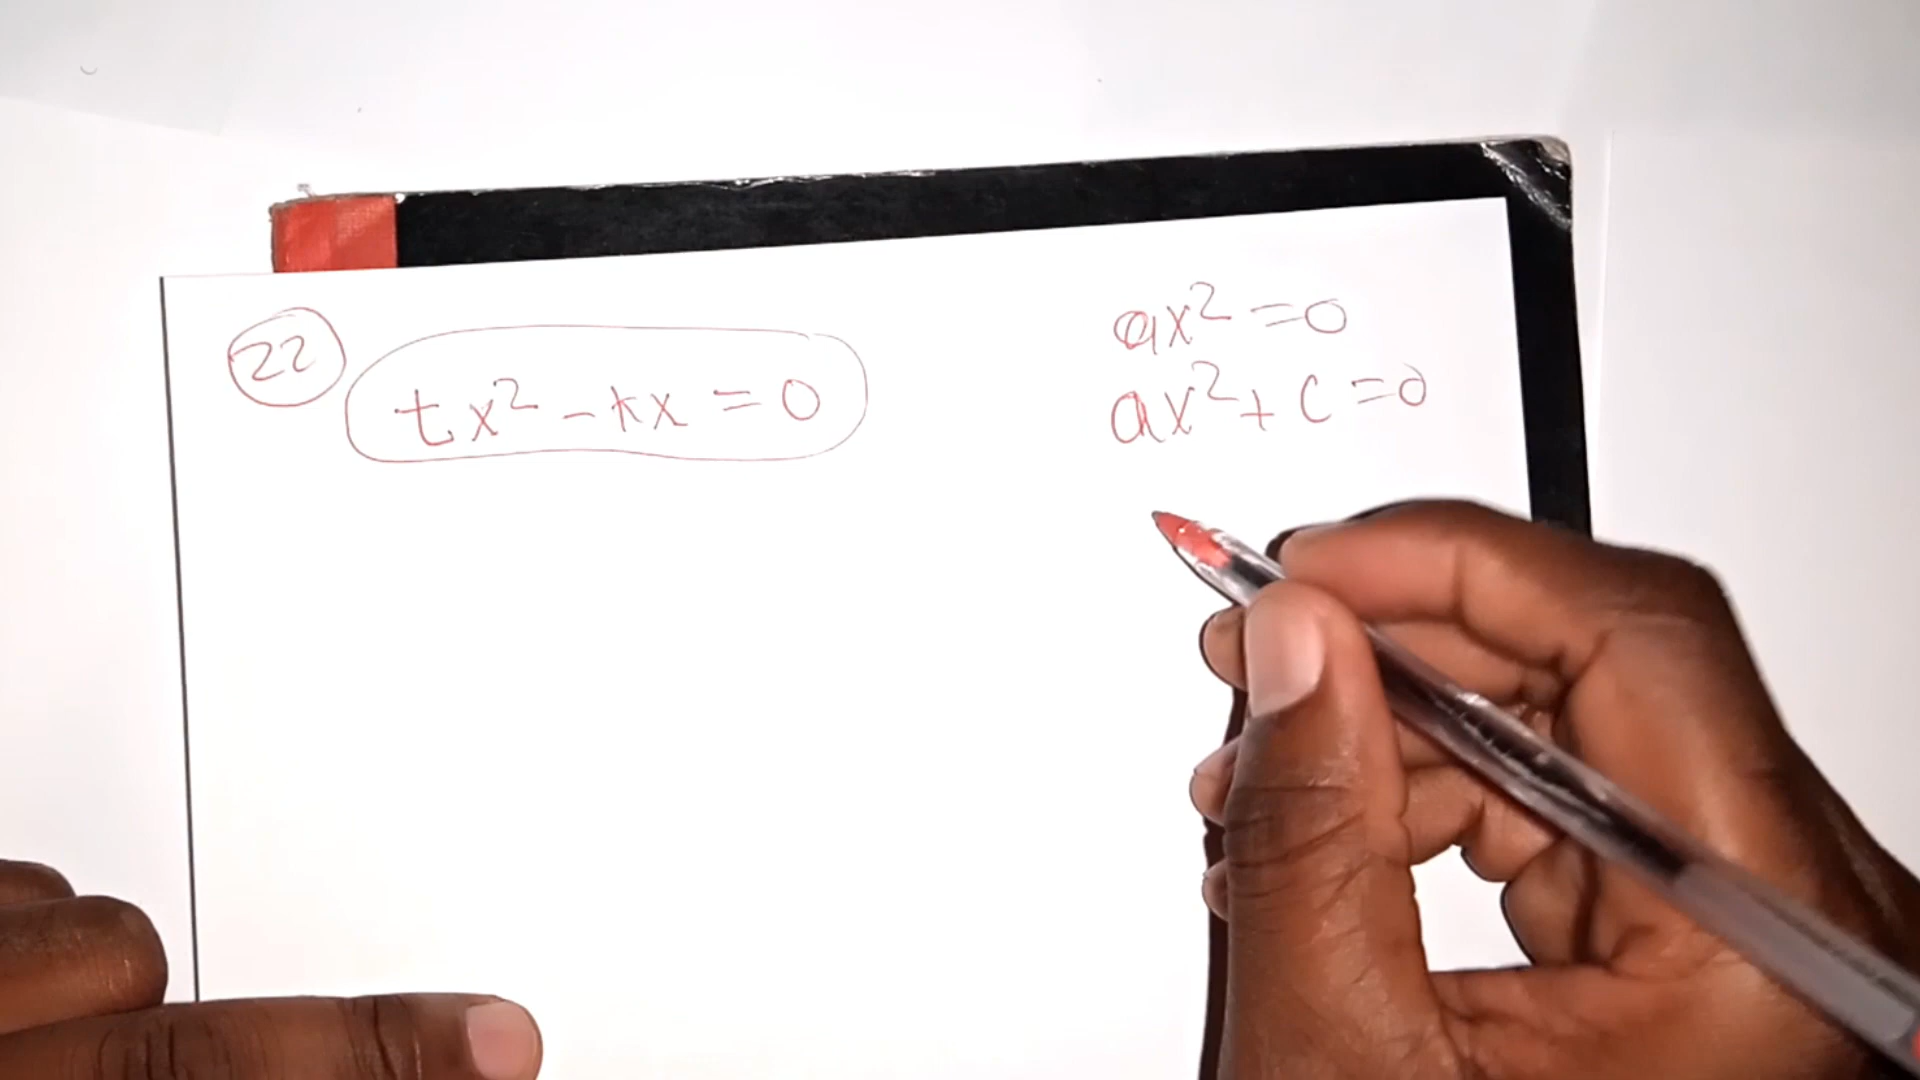 22
tx² - kx = 0
ax² = 0
ax² + c = 0